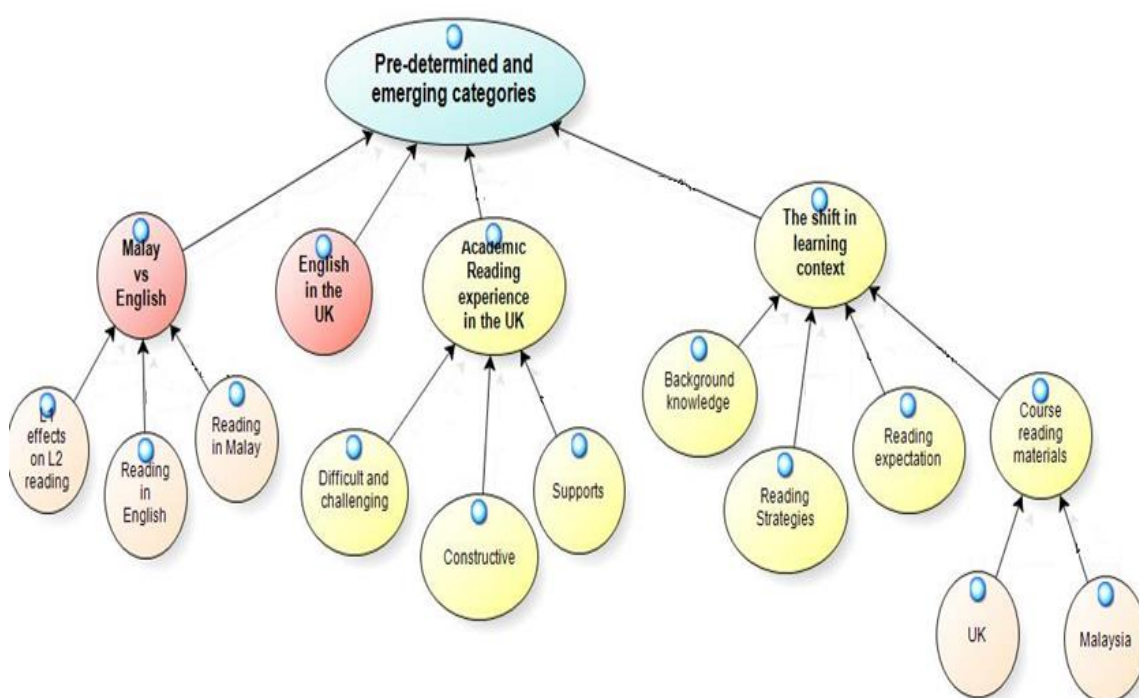 Pre-determined and
emerging categories
Malay
vs
English
English
in the
UK
Academic
Reading
experience
in the UK
The shift in
learning
context
L1
effects
on L2
reading
Reading
in
English
Reading
in Malay
Difficult and
challenging
Constructive
Supports
Background
knowledge
Reading
Strategies
Reading
expectation
Course
reading
materials
UK
Malaysia